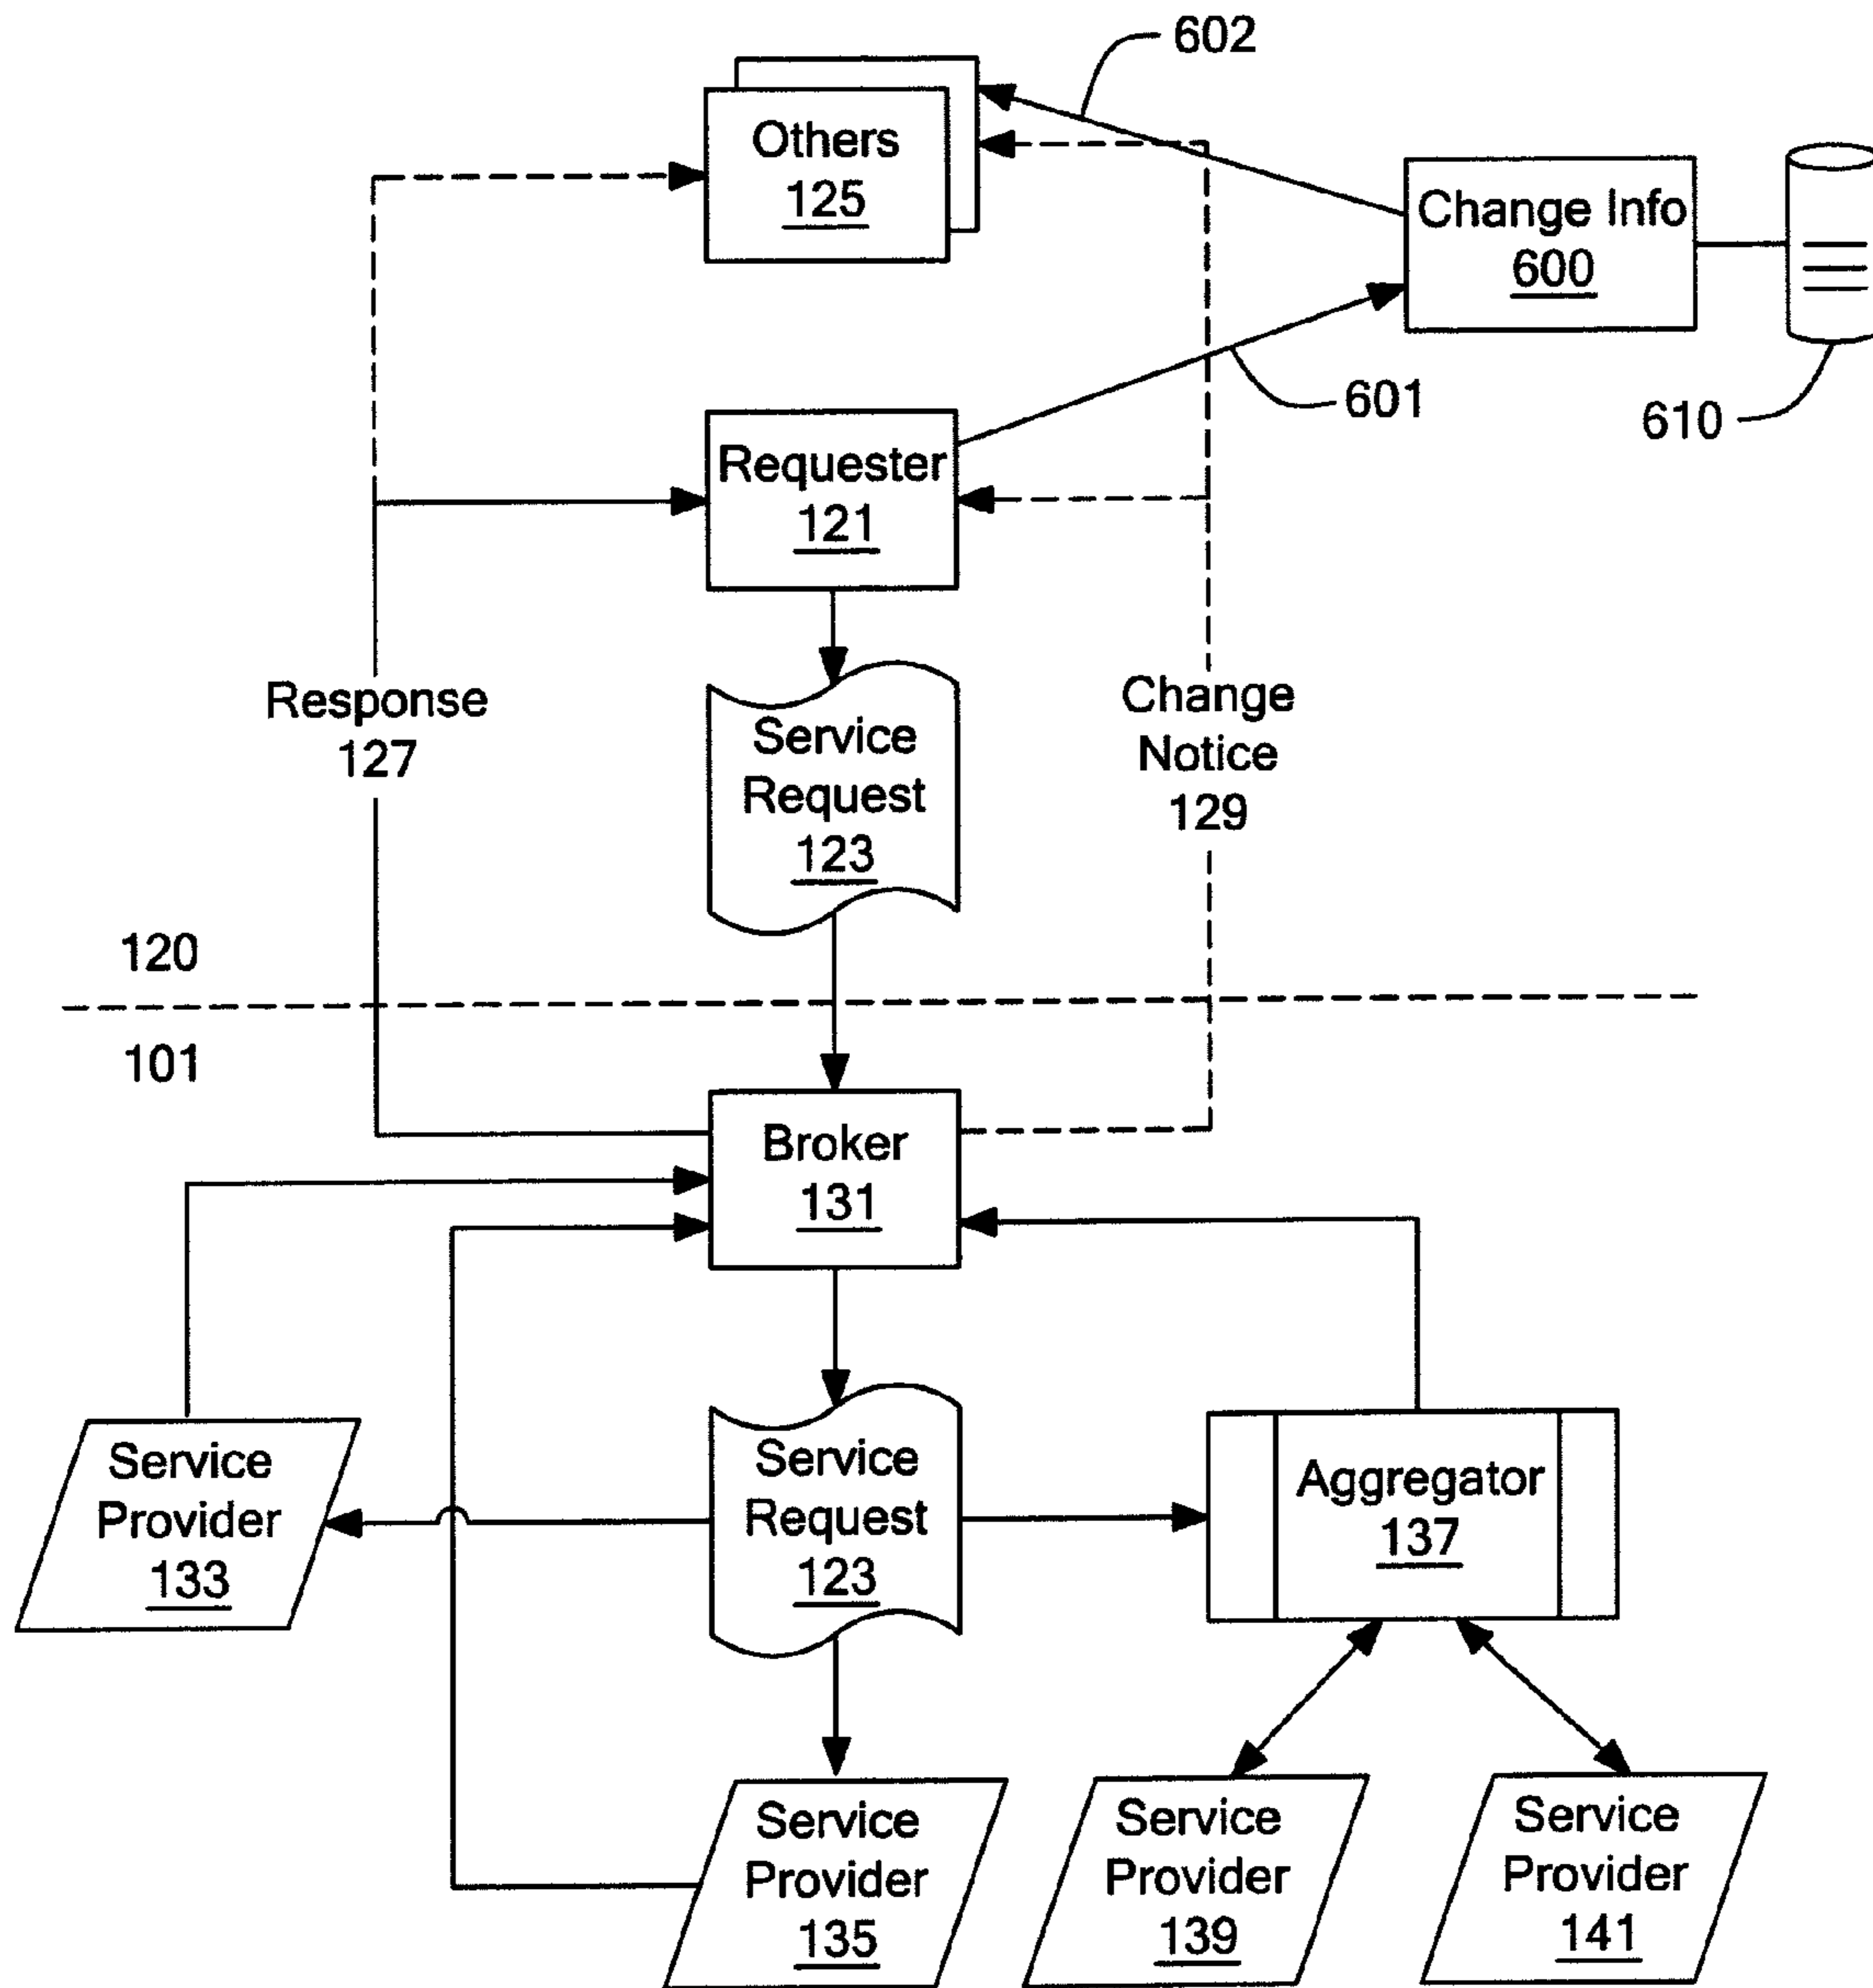 602
Others
125
Change Info
600
601
610
Requester
121
Response
127
Service
Request
123
Change
Notice
129
120
101
Broker
131
Service
Provider
133
Service
Request
123
Aggregator
137
Service
Provider
135
Service
Provider
139
Service
Provider
141